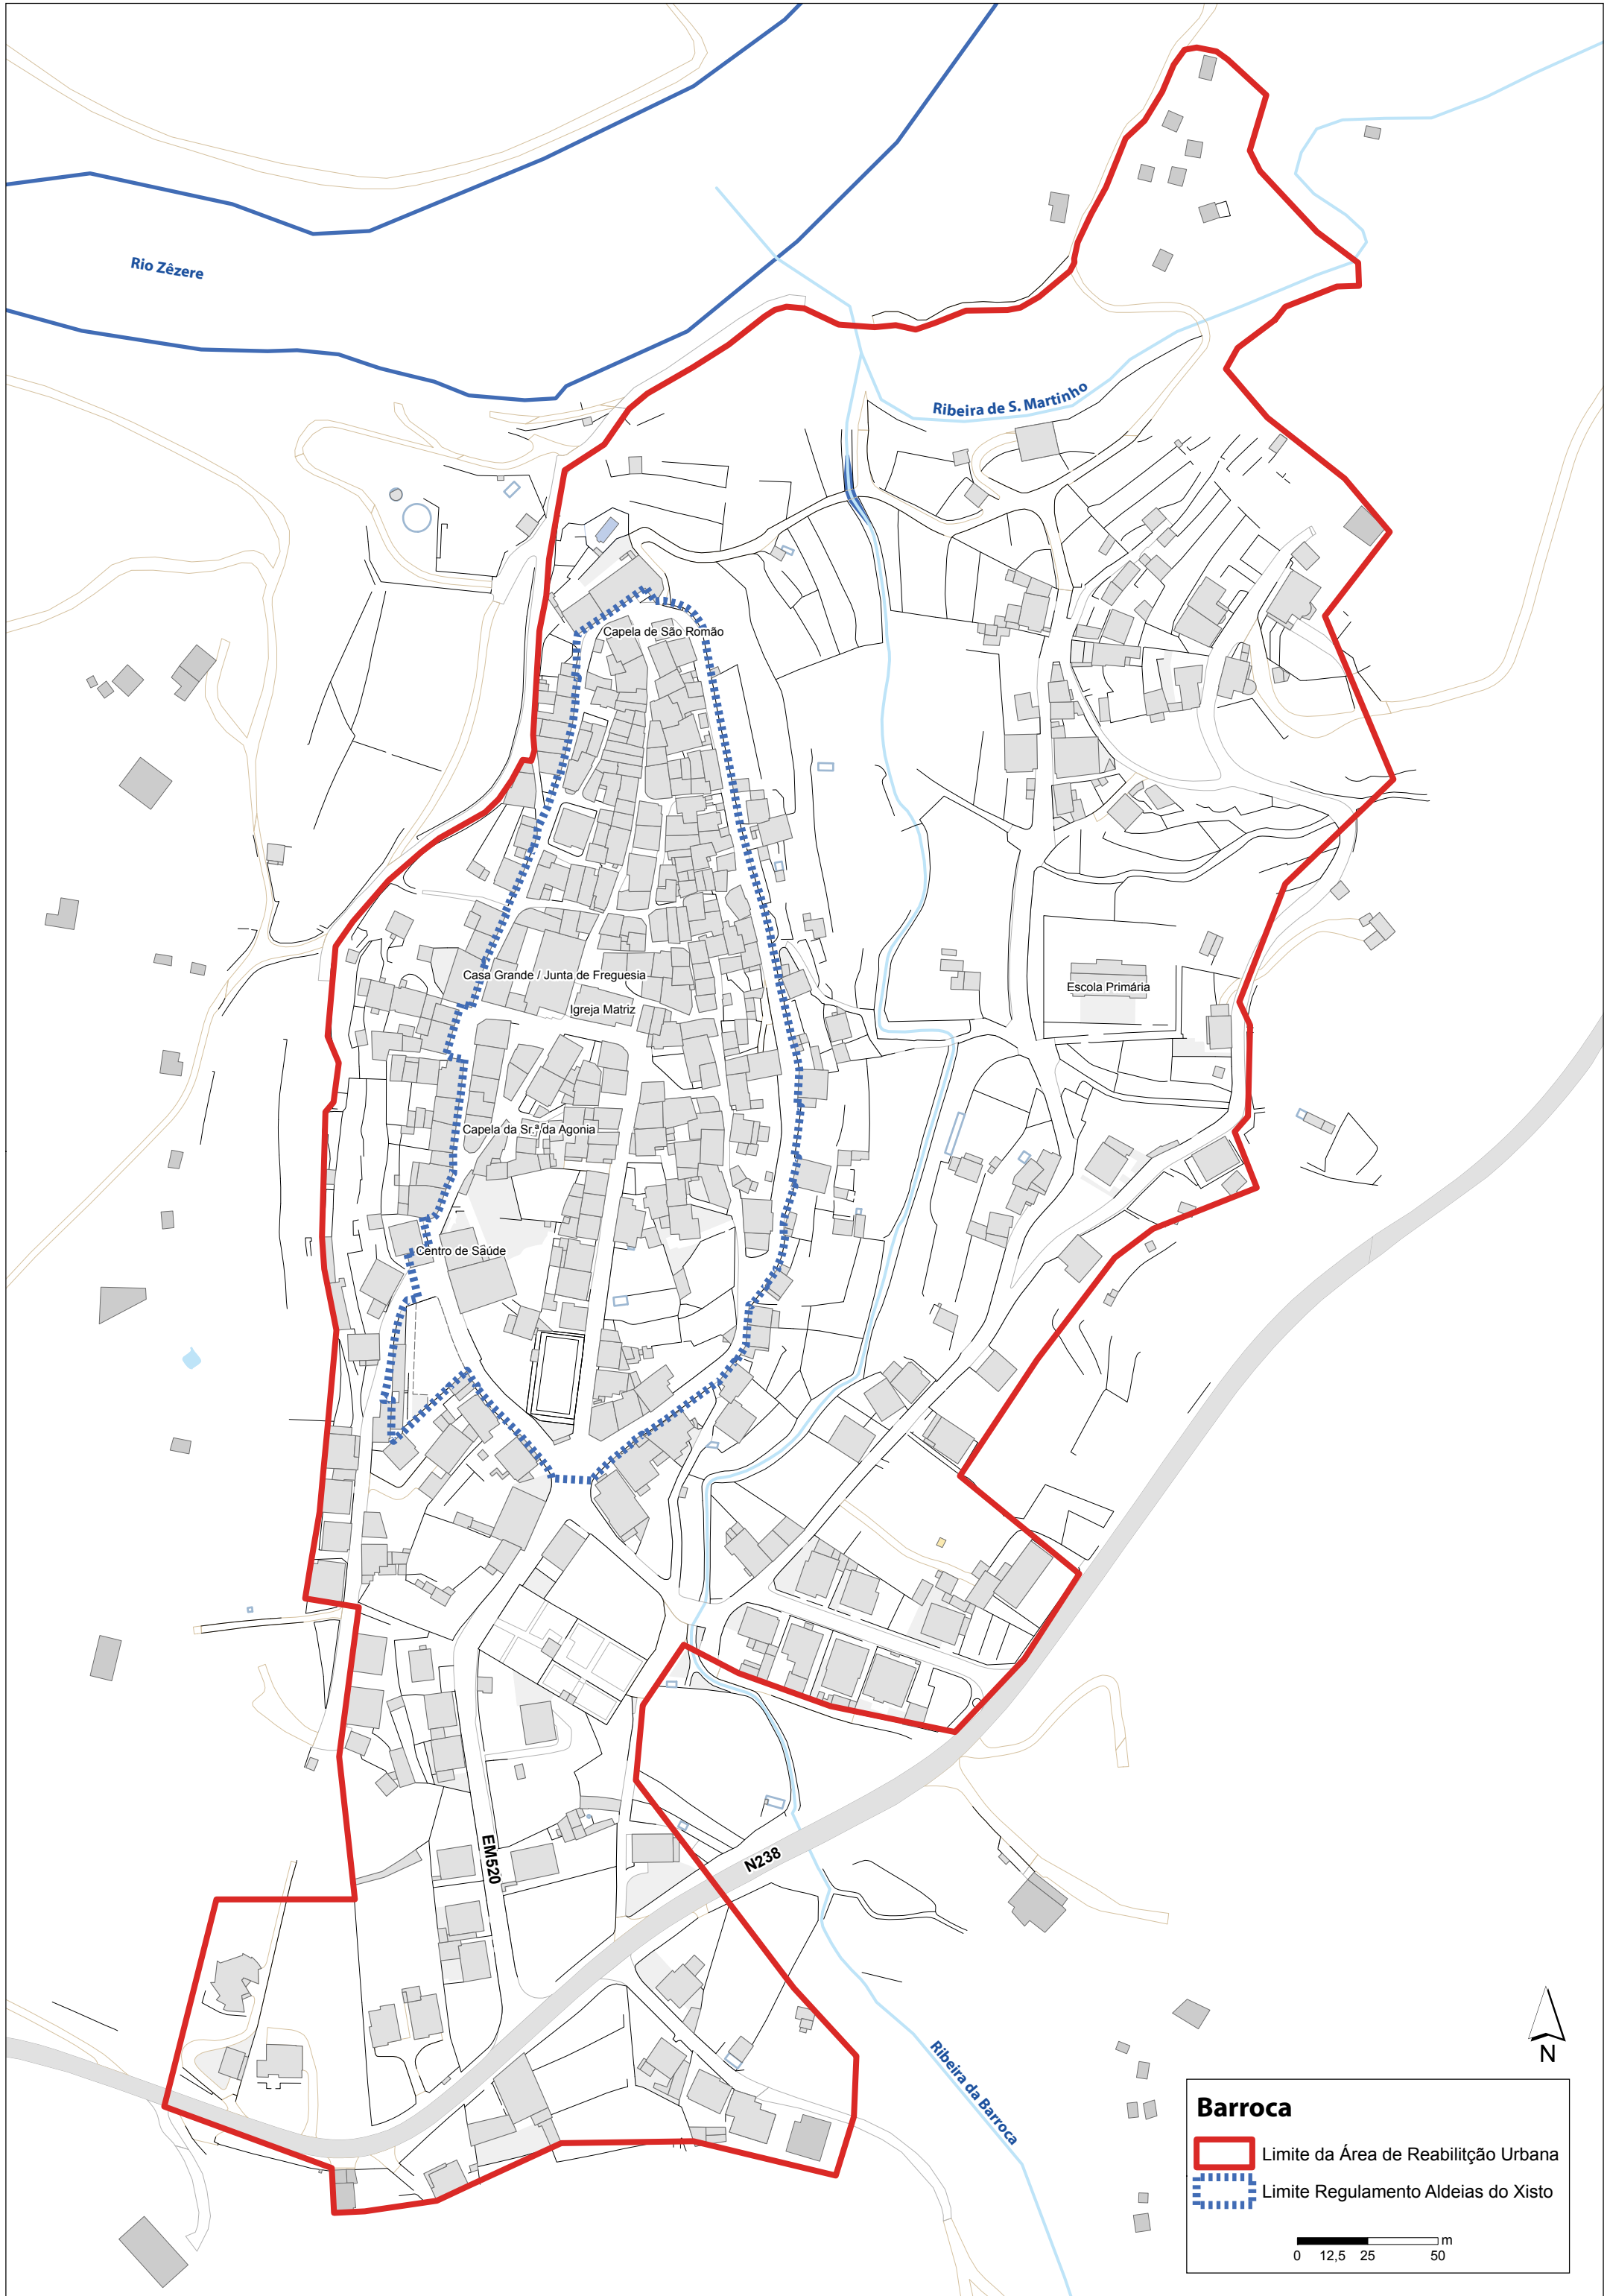 Rio Zêzere
Ribeira de S. Martinho
Capela de São Romão
Casa Grande / Junta de Freguesia
Escola Primária
Igreja Matriz
Capela da Sr.ª da Agonia
Centro de Saúde
EM520
N238
Ribeira da Barroca
N
Barroca
Limite da Área de Reabilitção Urbana
Limite Regulamento Aldeias do Xisto
m
0 12,5 25 50